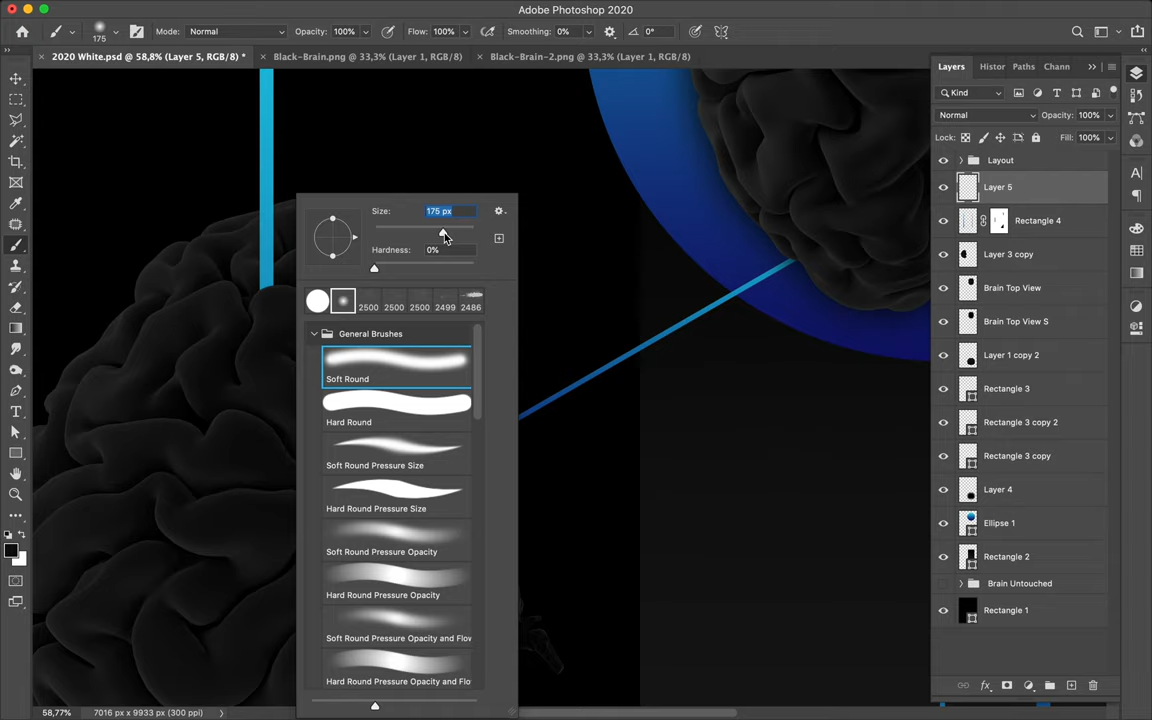 Adobe Photoshop 2020
175
Mode: Normal
Opacity: 100%
Flow: 100%
Smoothing: 0%
0°
2020 White.psd @ 58,8% (Layer 5, RGB/8) *
Black-Brain.png @ 33,3% (Layer 1, RGB/8)
Black-Brain-2.png @ 33,3% (Layer 1, RGB/8)
Layers Histor Paths Chann
Kind
Normal
Opacity: 100%
Lock:
Fill: 100%
Layout
Layer 5
Rectangle 4
Layer 3 copy
Brain Top View
Brain Top View S
Layer 1 copy 2
Rectangle 3
Rectangle 3 copy 2
Rectangle 3 copy
Layer 4
Ellipse 1
Rectangle 2
Brain Untouched
Rectangle 1
Size: 175 px
Hardness: 0%
2500 2500 2499 2486
General Brushes
Soft Round
Hard Round
Soft Round Pressure Size
Hard Round Pressure Size
Soft Round Pressure Opacity
Hard Round Pressure Opacity
Soft Round Pressure Opacity and Flow
Hard Round Pressure Opacity and Flo
58,77%
7016 px x 9933 px (300 ppi)